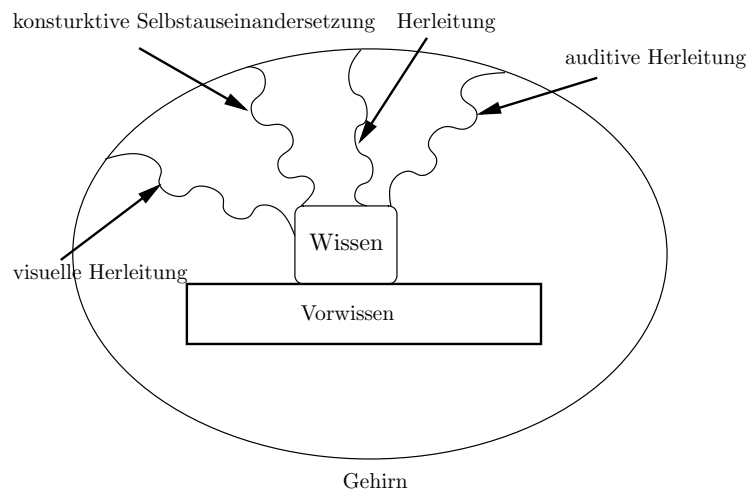 konsturktive Selbstauseinandersetzung
Herleitung
auditive Herleitung
visuelle Herleitung
Wissen
Vorwissen
Gehirn